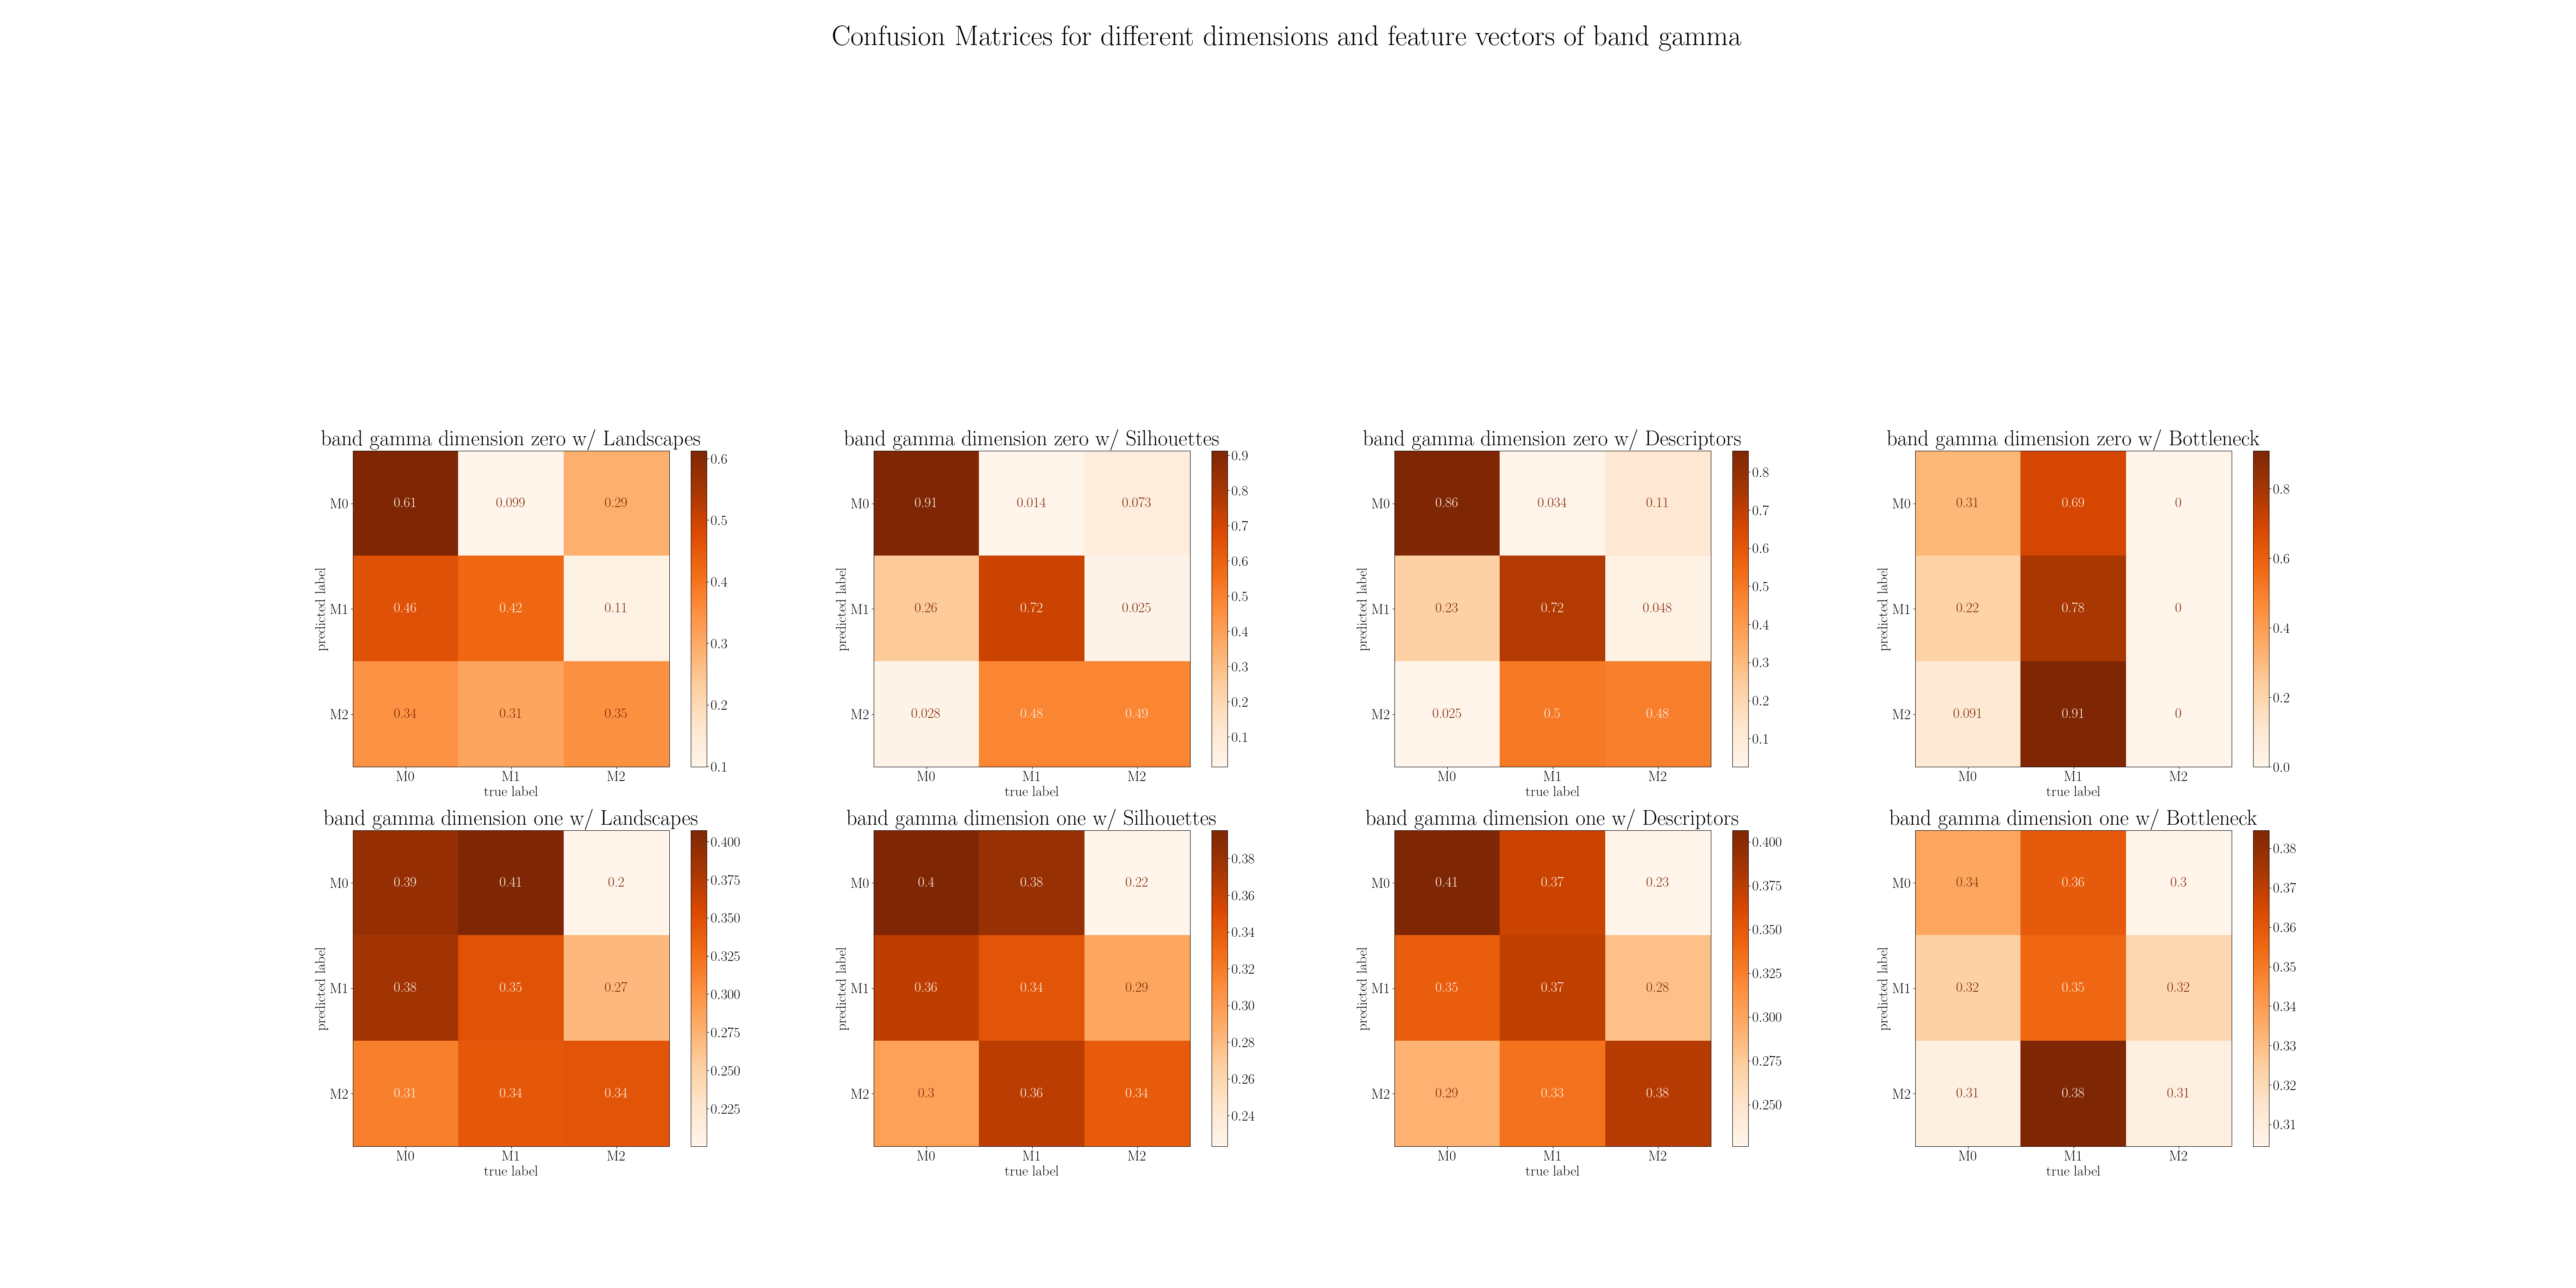 Confusion Matrices for different dimensions and feature vectors of band gamma
band gamma dimension zero w/ Landscapes
M0 0.61 0.099 0.29
M1 0.46 0.42 0.11
M2 0.34 0.31 0.35
M0 M1 M2
true label
predicted label
0.6
0.5
0.4
0.3
0.2
0.1
band gamma dimension zero w/ Silhouettes
M0 0.91 0.014 0.073
M1 0.26 0.72 0.025
M2 0.028 0.48 0.49
M0 M1 M2
true label
predicted label
0.9
0.8
0.7
0.6
0.5
0.4
0.3
0.2
0.1
band gamma dimension zero w/ Descriptors
M0 0.86 0.034 0.11
M1 0.23 0.72 0.048
M2 0.025 0.5 0.48
M0 M1 M2
true label
predicted label
0.8
0.7
0.6
0.5
0.4
0.3
0.2
0.1
band gamma dimension zero w/ Bottleneck
M0 0.31 0.69 0
M1 0.22 0.78 0
M2 0.091 0.91 0
M0 M1 M2
true label
predicted label
0.8
0.6
0.4
0.2
0.0
band gamma dimension one w/ Landscapes
M0 0.39 0.41 0.2
M1 0.38 0.35 0.27
M2 0.31 0.34 0.34
M0 M1 M2
true label
predicted label
0.400
0.375
0.350
0.325
0.300
0.275
0.250
0.225
band gamma dimension one w/ Silhouettes
M0 0.4 0.38 0.22
M1 0.36 0.34 0.29
M2 0.3 0.36 0.34
M0 M1 M2
true label
predicted label
0.38
0.36
0.34
0.32
0.30
0.28
0.26
0.24
band gamma dimension one w/ Descriptors
M0 0.41 0.37 0.23
M1 0.35 0.37 0.28
M2 0.29 0.33 0.38
M0 M1 M2
true label
predicted label
0.400
0.375
0.350
0.325
0.300
0.275
0.250
band gamma dimension one w/ Bottleneck
M0 0.34 0.36 0.3
M1 0.32 0.35 0.32
M2 0.31 0.38 0.31
M0 M1 M2
true label
predicted label
0.38
0.37
0.36
0.35
0.34
0.33
0.32
0.31